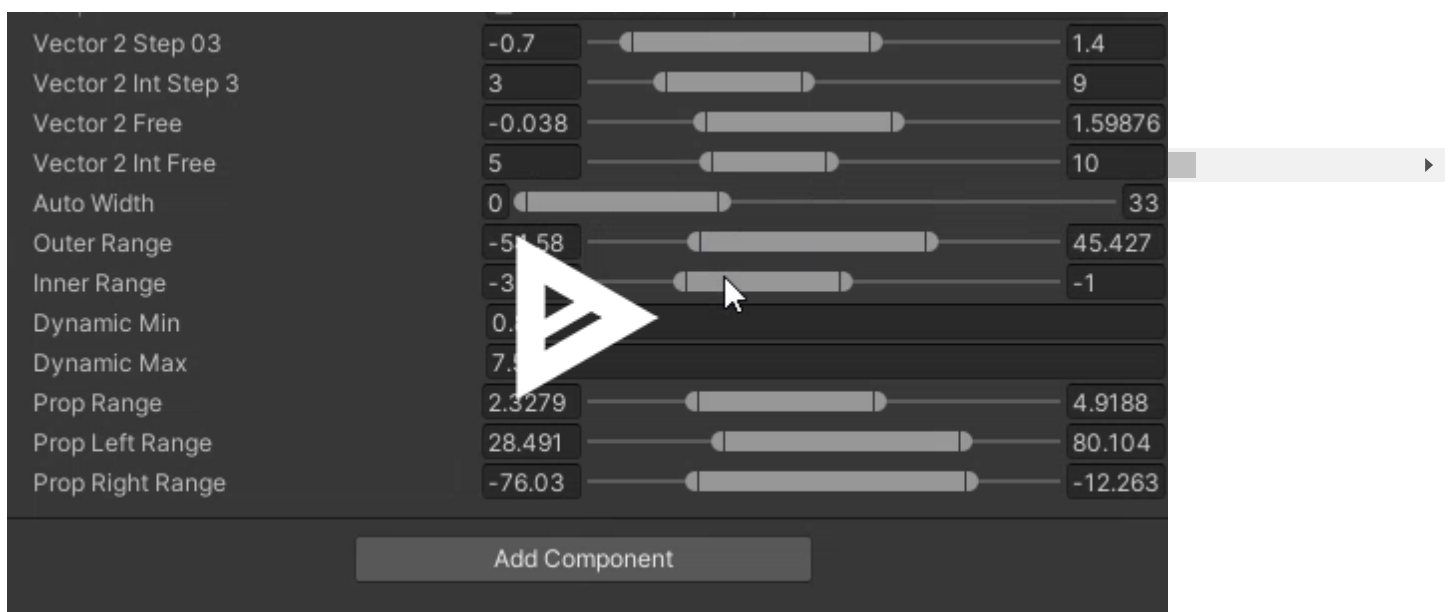 Vector 2 Step 03 -0.7 1.4
Vector 2 Int Step 3 3 9
Vector 2 Free -0.038 1.59876
Vector 2 Int Free 5 10
Auto Width 0 33
Outer Range 45.427
Inner Range -1
Dynamic Min
Dynamic Max
Prop Range 2.3279 4.9188
Prop Left Range 28.491 80.104
Prop Right Range -76.03 -12.263
Add Component